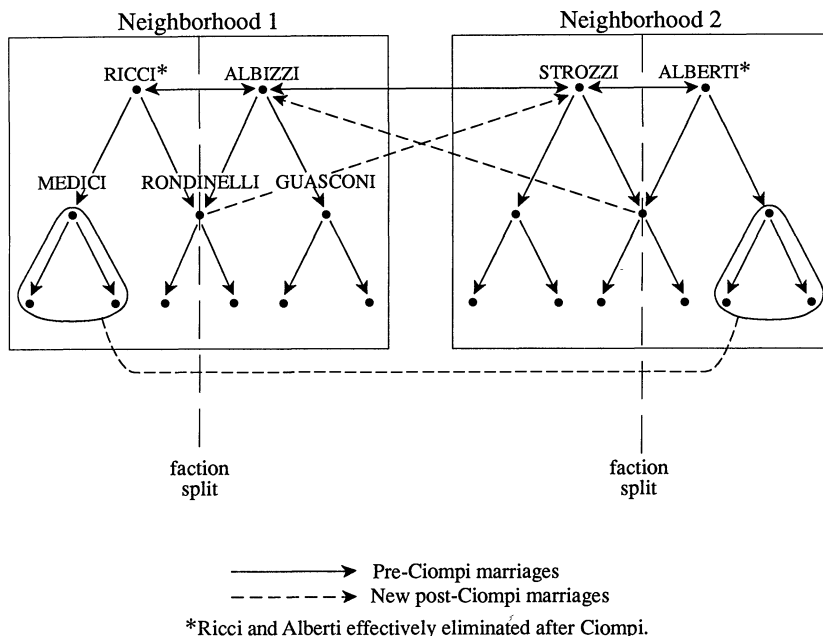 Neighborhood 1
Neighborhood 2
RICCI*
ALBIZZI
STROZZI
ALBERTI*
MEDICI
RONDINELLI
GUASCONI
faction
split
faction
split
Pre-Ciompi marriages
New post-Ciompi marriages
*Ricci and Alberti effectively eliminated after Ciompi.